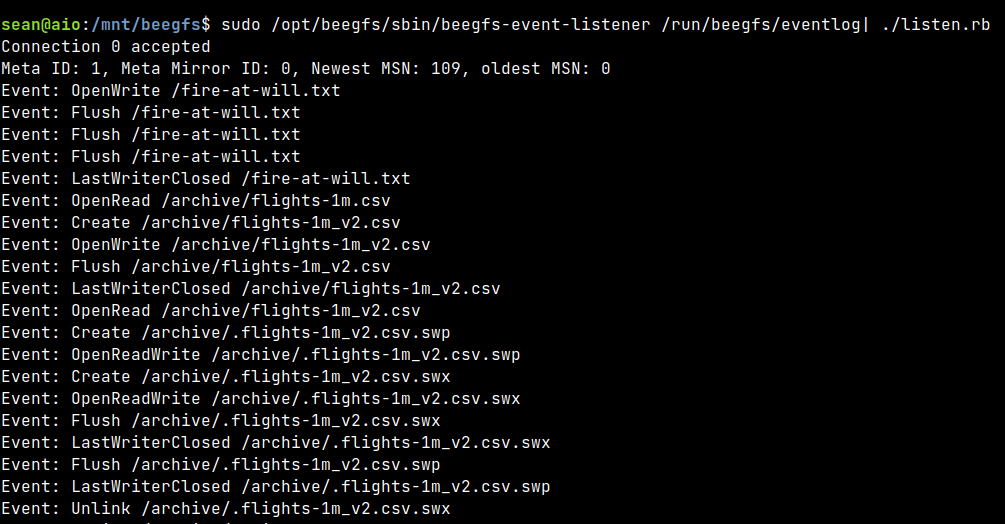 sean@aio:/mnt/beegfs$ sudo /opt/beegfs/sbin/beegfs-event-listener /run/beegfs/eventlog| ./listen.rb
Connection 0 accepted
Meta ID: 1, Meta Mirror ID: 0, Newest MSN: 109, oldest MSN: 0
Event: OpenWrite /fire-at-will.txt
Event: Flush /fire-at-will.txt
Event: Flush /fire-at-will.txt
Event: Flush /fire-at-will.txt
Event: LastWriterClosed /fire-at-will.txt
Event: OpenRead /archive/flights-1m.csv
Event: Create /archive/flights-1m_v2.csv
Event: OpenWrite /archive/flights-1m_v2.csv
Event: Flush /archive/flights-1m_v2.csv
Event: LastWriterClosed /archive/flights-1m_v2.csv
Event: OpenRead /archive/flights-1m_v2.csv
Event: Create /archive/.flights-1m_v2.csv.swp
Event: OpenReadWrite /archive/.flights-1m_v2.csv.swp
Event: Create /archive/.flights-1m_v2.csv.swx
Event: OpenReadWrite /archive/.flights-1m_v2.csv.swx
Event: Flush /archive/.flights-1m_v2.csv.swx
Event: LastWriterClosed /archive/.flights-1m_v2.csv.swx
Event: Flush /archive/.flights-1m_v2.csv.swp
Event: LastWriterClosed /archive/.flights-1m_v2.csv.swp
Event: Unlink /archive/.flights-1m_v2.csv.swx